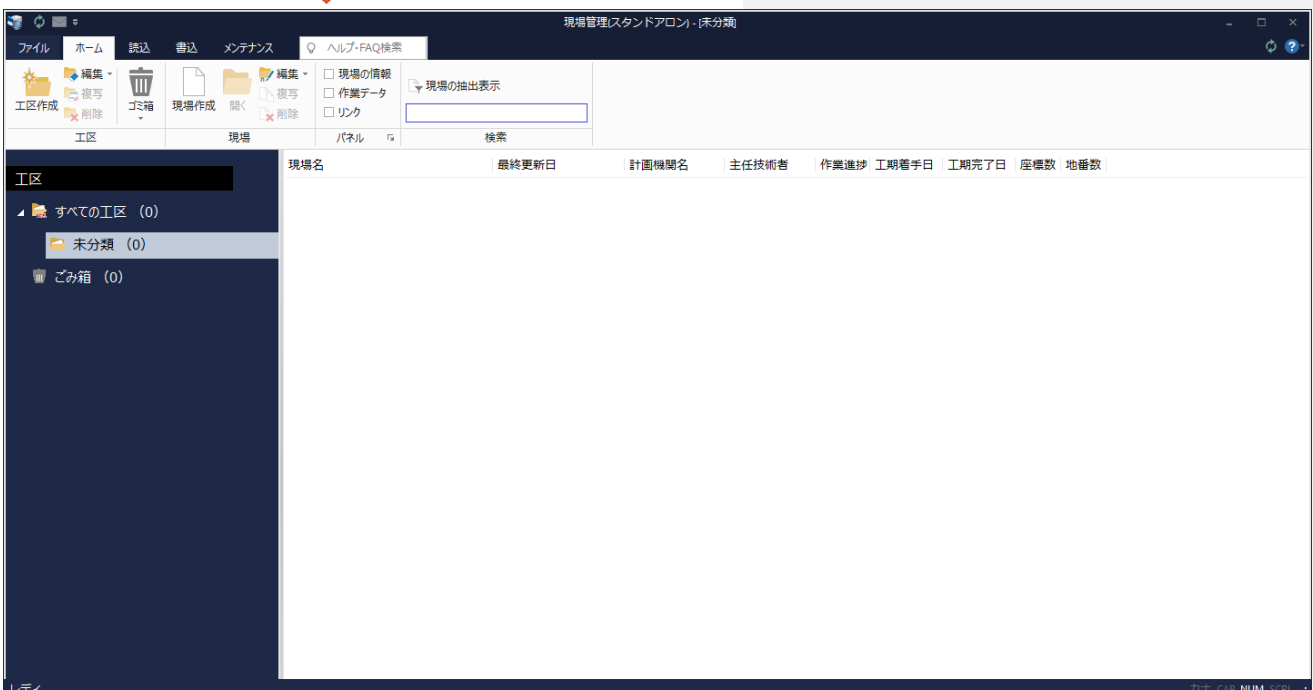 現場管理(スタンドアロン) - [未分類]
ファイル ホーム 読込 書込 メンテナンス ヘルプ・FAQ検索
工区作成 編集 複写 削除 ゴミ箱 現場作成 開く 編集 複写 削除 現場の情報 作業データ リンク 現場の抽出表示
工区 現場 パネル 検索
工区
現場名 最終更新日 計画機関名 主任技術者 作業進捗 工期着手日 工期完了日 座標数 地番数
すべての工区 (0)
未分類 (0)
ごみ箱 (0)
レディ
カナ CAP NUM SCRL